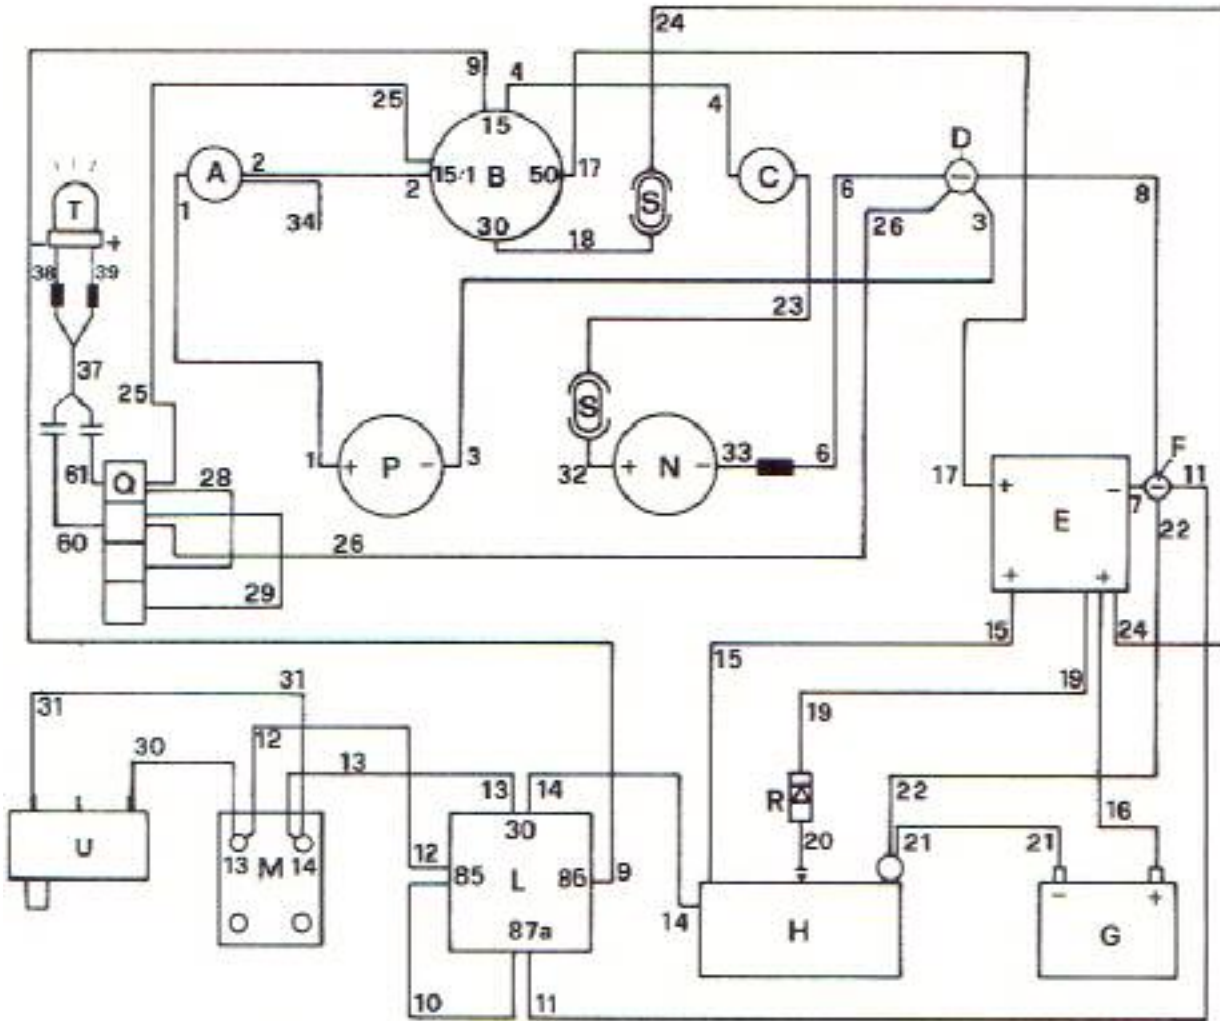 24
9 4
25 4 D
15
A 2 15/1 B 50 17 C 6 8
T 2 S
1 34 30 26 3
+ 18
38 39
23
37
25 S
1 + P - 3 32 + N - 33 6 17 + - 7 F 11
61 Q 28 E 22
60 26 + +
29 15 24
15 19
31 31 19
12
30 13 13 14 22
R 16
30 20 21 21
U 13 M 14 12 85 L 86 9
- +
87a 14 H G
10 11